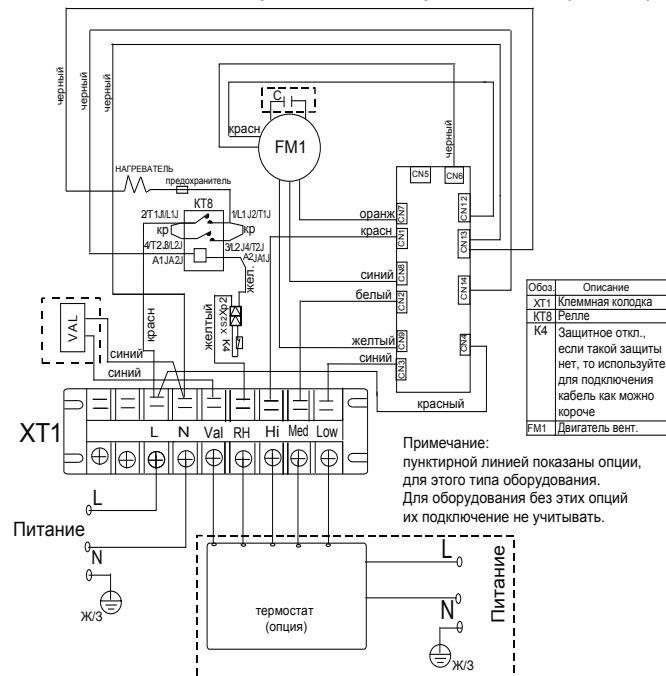 черный
черный
черный
C
красн
FM1
черный
CN5
CN6
НАГРЕВАТЕЛЬ
предохранитель
KT8
2/T1J/L1J
1/L1J2/T1J
кр
кр
4/T2J/L2J
3/L2J4/T2J
A1JA2J
A2JA1J
жел.
оранж
CN7
CN12
красн
CN1
CN13
синий
CN8
белый
CN2
CN14
желтый
CN9
синий
CN3
CN4
красный
VAL
красн
синий
синий
желтый
XS2Xp2
K4
Обоз.
Описание
XT1
Клеммная колодка
KT8
Релле
K4
Защитное откл.,
если такой защиты
нет, то используйте
для подключения
кабель как можно
короче
FM1
Двигатель вент.
XT1
L
N
Val
RH
Hi
Med
Low
Примечание:
пунктирной линией показаны опции,
для этого типа оборудования.
Для оборудования без этих опций
их подключение не учитывать.
L
Питание
N
Ж/З
термостат
(опция)
L
N
Питание
Ж/З